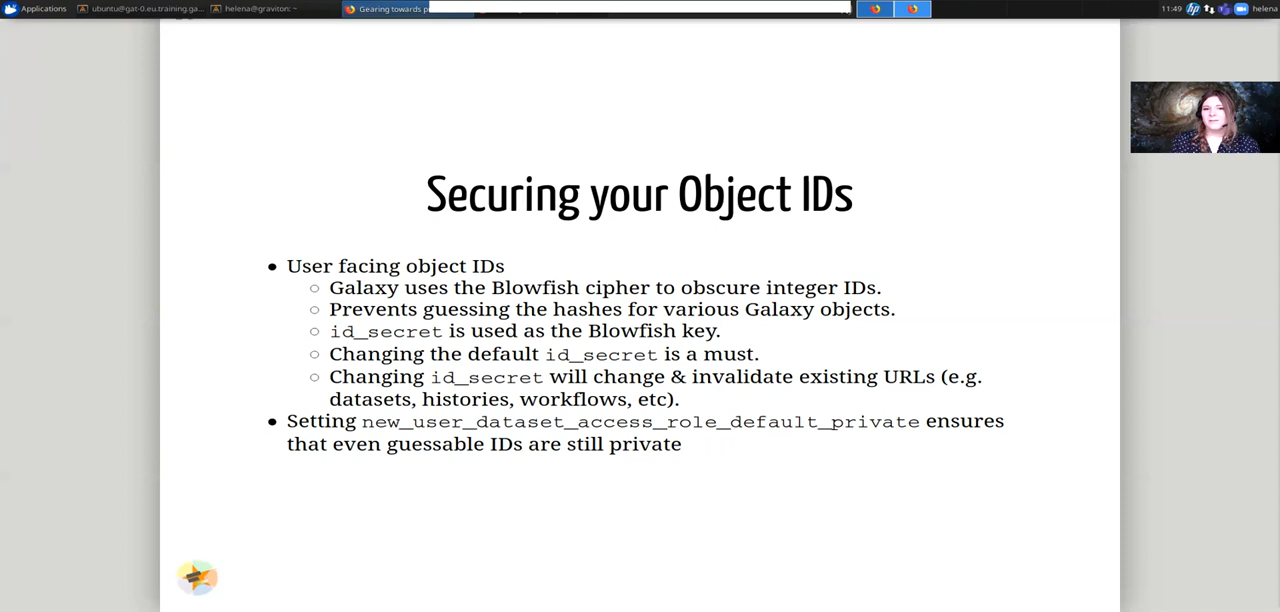 Applications ubuntu@gat-0.eu.training.ga... helena@graviton: ~ Gearing towards p 11:49 hp helena
Securing your Object IDs
• User facing object IDs
○ Galaxy uses the Blowfish cipher to obscure integer IDs.
○ Prevents guessing the hashes for various Galaxy objects.
○ id_secret is used as the Blowfish key.
○ Changing the default id_secret is a must.
○ Changing id_secret will change & invalidate existing URLs (e.g.
datasets, histories, workflows, etc).
• Setting new_user_dataset_access_role_default_private ensures
that even guessable IDs are still private